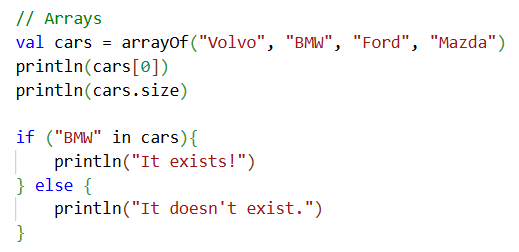 // Arrays
val cars = arrayOf("Volvo", "BMW", "Ford", "Mazda")
println(cars[0])
println(cars.size)

if ("BMW" in cars){
    println("It exists!")
} else {
    println("It doesn't exist.")
}